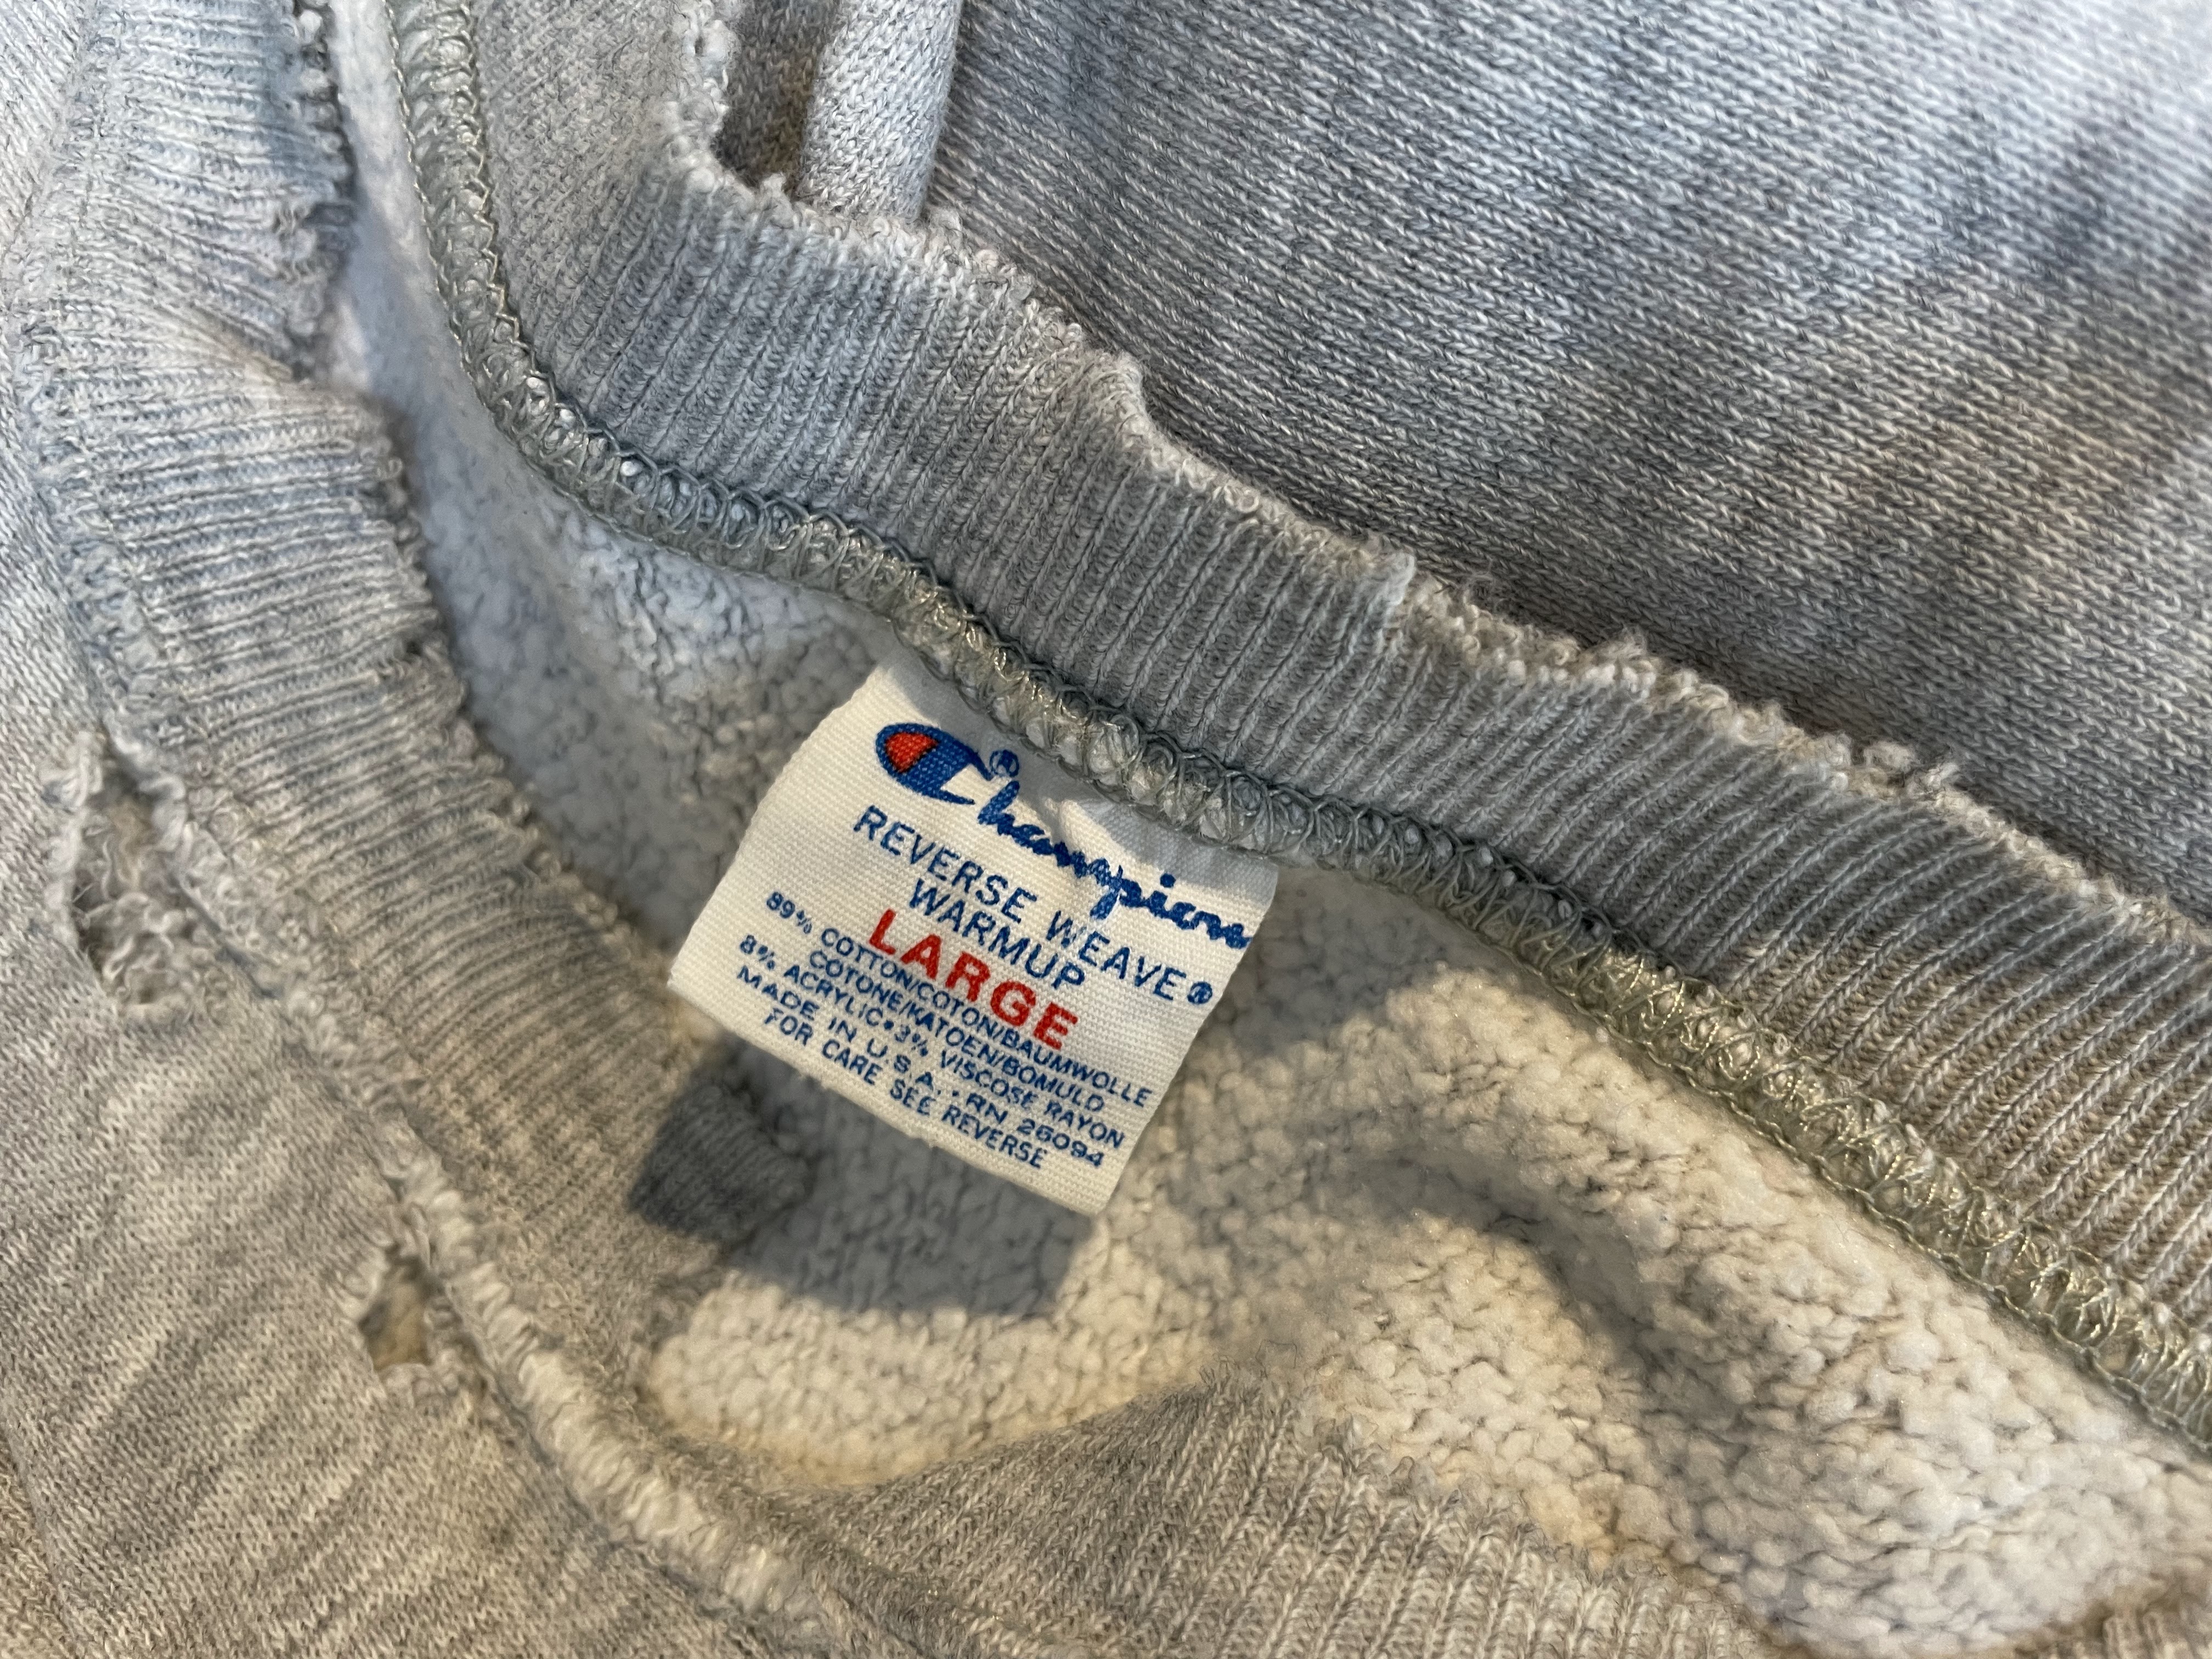 Champion®
REVERSE WEAVE®
WARMUP
LARGE
89% COTTON/COTON/BAUMWOLLE
COTONE/KATOEN/BOMULD
8% ACRYLIC•3% VISCOSE RAYON
MADE IN U.S.A.•RN 26094
FOR CARE SEE REVERSE